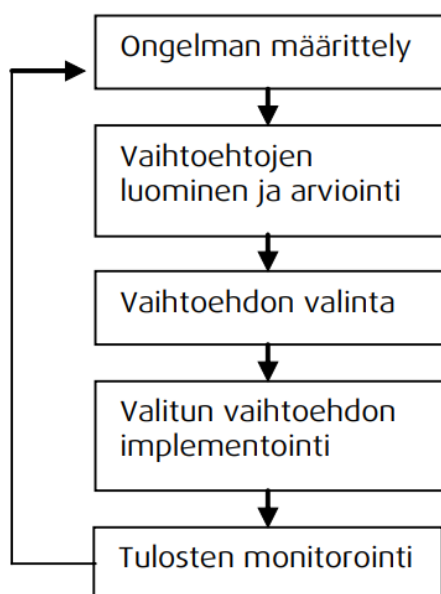 Ongelman määrittely
Vaihtoehtojen
luominen ja arviointi
Vaihtoehdon valinta
Valitun vaihtoehdon
implementointi
Tulosten monitorointi